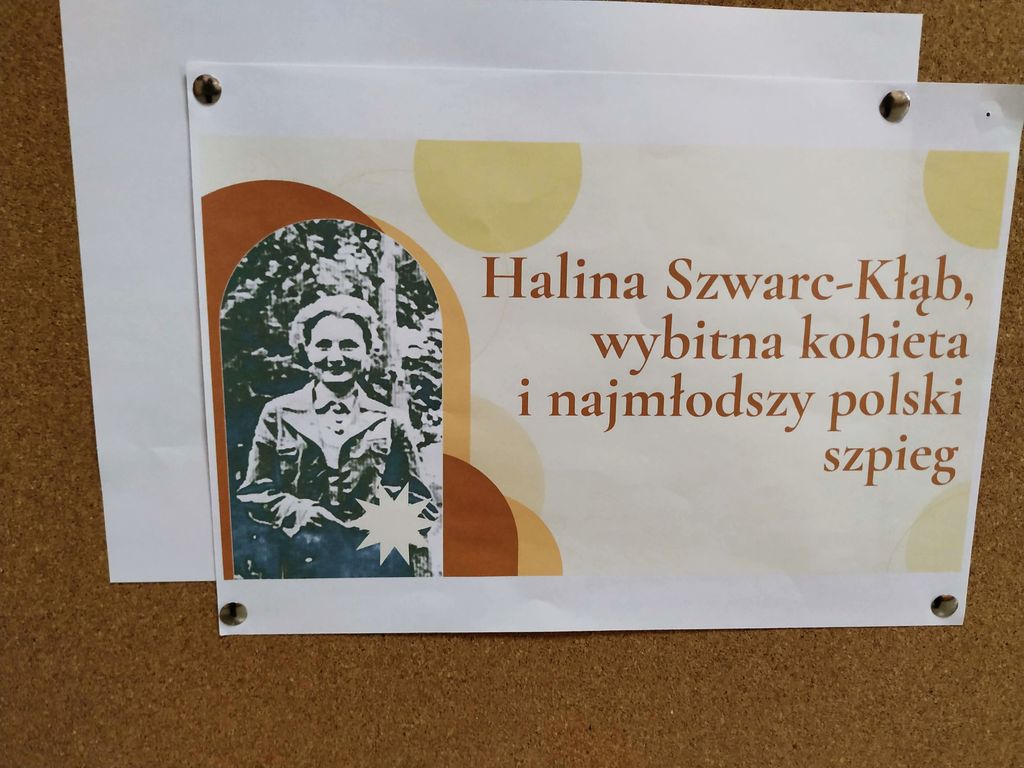 Halina Szwarc-Kłąb,
wybitna kobieta
i najmłodszy polski
szpieg